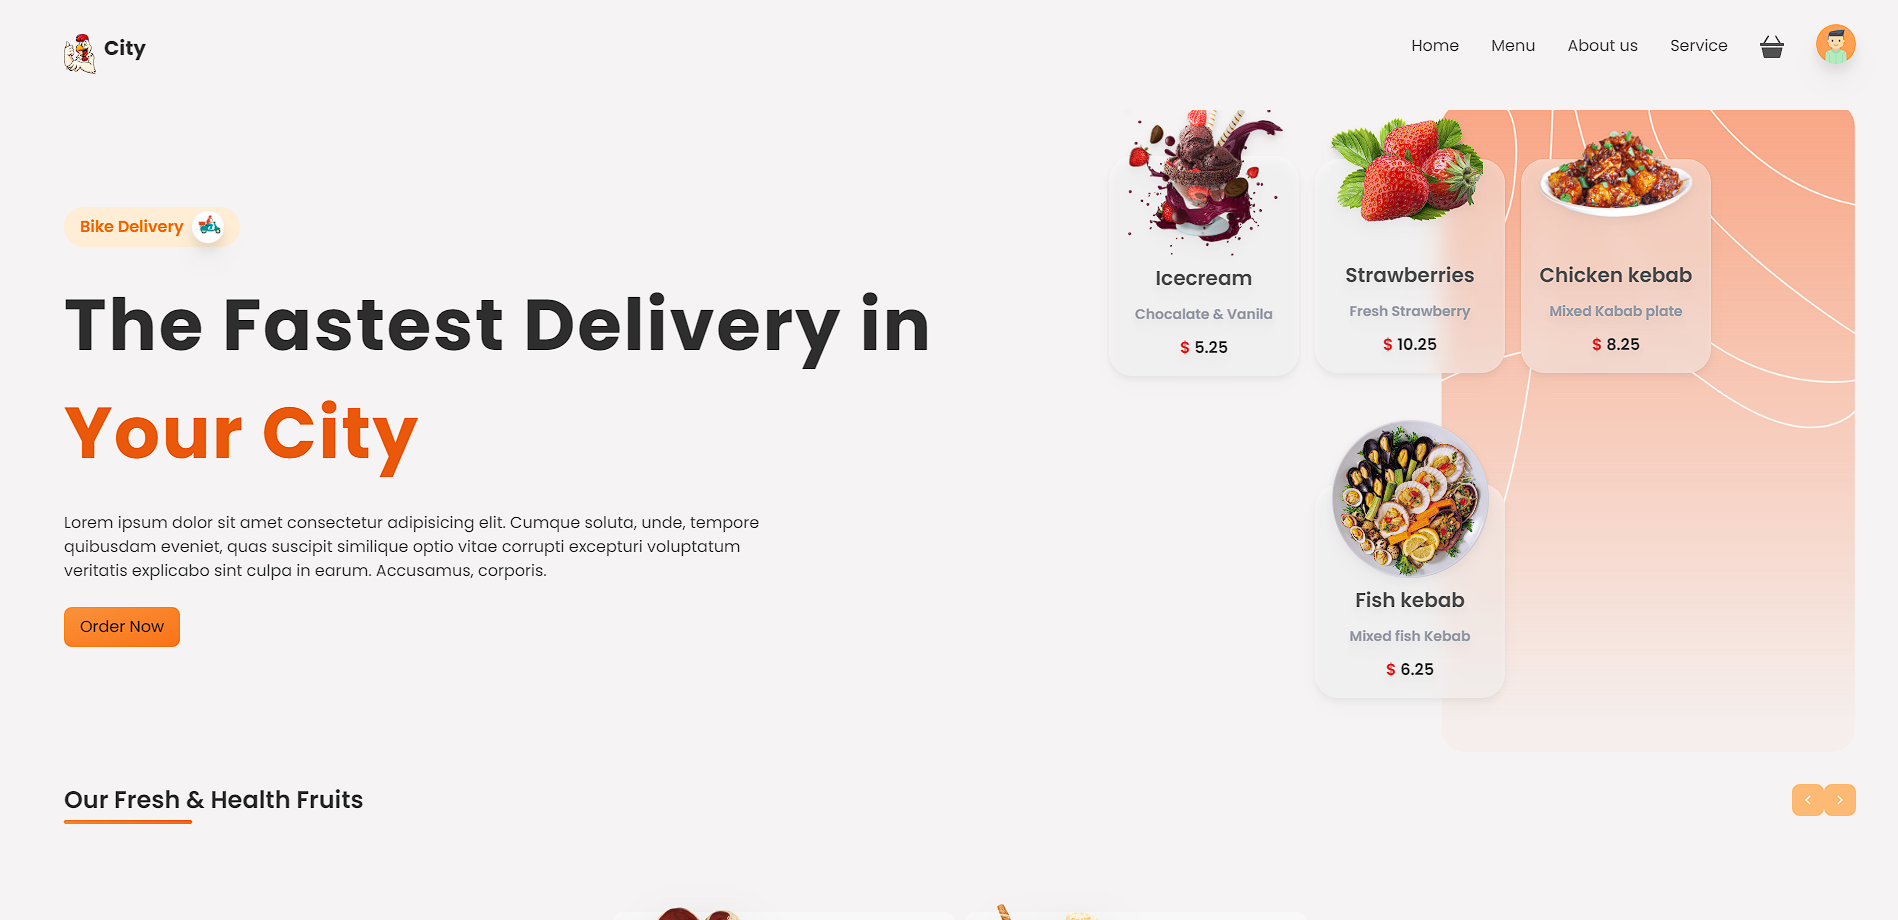 City
Home
Menu
About us
Service
Bike Delivery
The Fastest Delivery in
Your City
Lorem ipsum dolor sit amet consectetur adipisicing elit. Cumque soluta, unde, tempore
quibusdam eveniet, quas suscipit similique optio vitae corrupti excepturi voluptatum
veritatis explicabo sint culpa in earum. Accusamus, corporis.
Order Now
Icecream
Chocalate & Vanila
$ 5.25
Strawberries
Fresh Strawberry
$ 10.25
Chicken kebab
Mixed Kabab plate
$ 8.25
Fish kebab
Mixed fish Kebab
$ 6.25
Our Fresh & Health Fruits